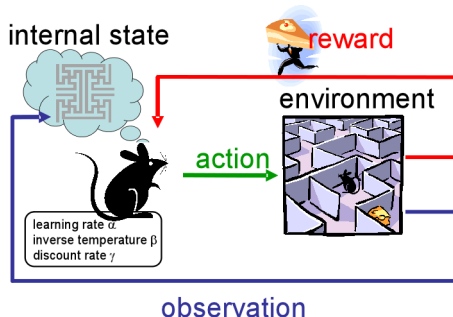 internal state
reward
environment
action
learning rate α
inverse temperature β
discount rate γ
observation